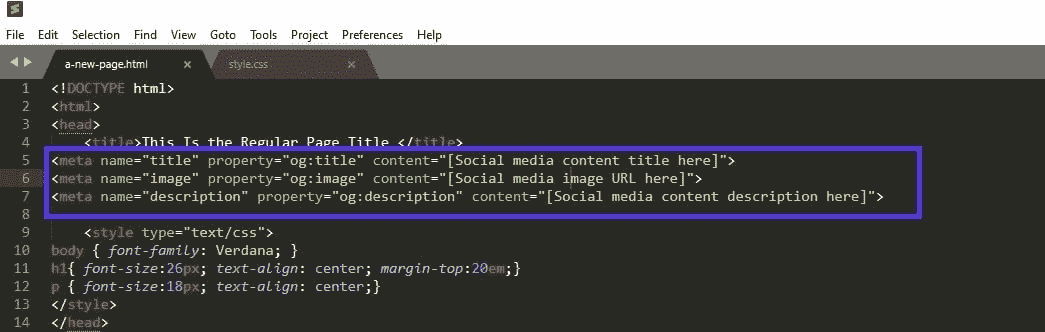 File Edit Selection Find View Goto Tools Project Preferences Help
a-new-page.html × style.css ×
1 <!DOCTYPE html>
2 <html>
3 <head>
4 <title>This Is the Regular Page Title </title>
5 <meta name="title" property="og:title" content="[Social media content title here]">
6 <meta name="image" property="og:image" content="[Social media image URL here]">
7 <meta name="description" property="og:description" content="[Social media content description here]">
8
9 <style type="text/css">
10 body { font-family: Verdana; }
11 h1{ font-size:26px; text-align: center; margin-top:20em;}
12 p { font-size:18px; text-align: center;}
13 </style>
14 </head>